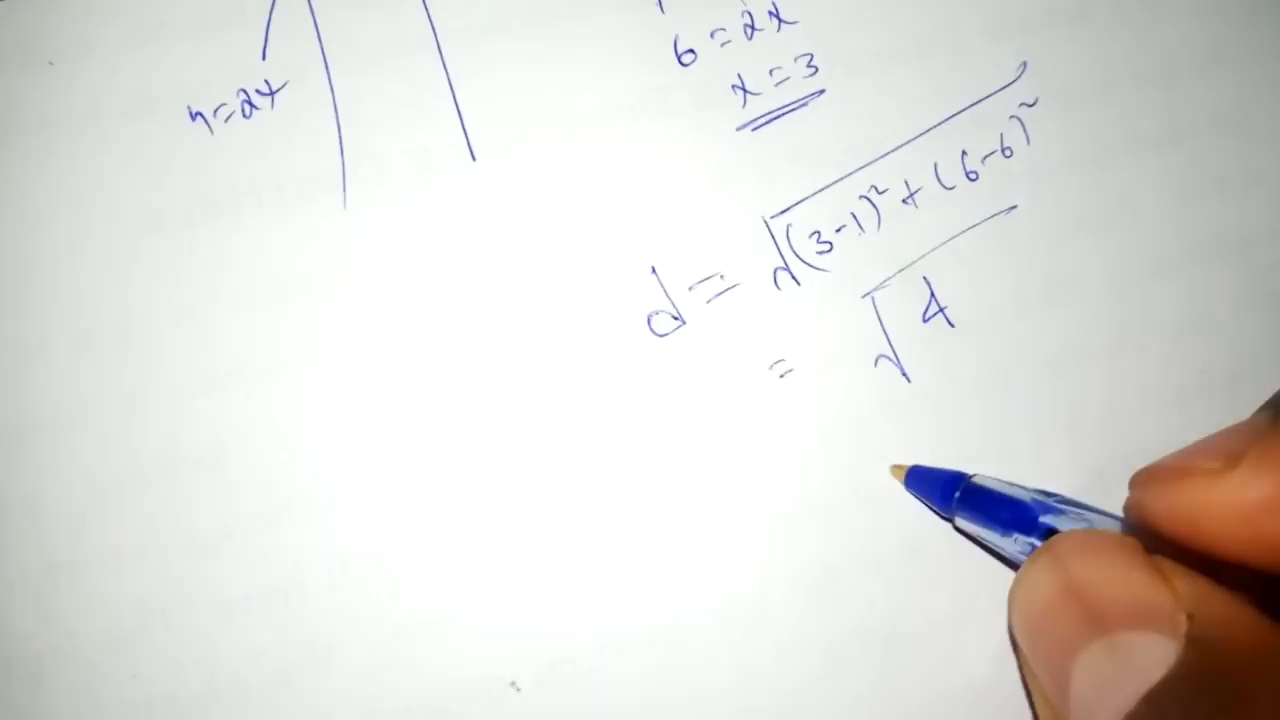 6 = 2x
x = 3
y = 2x
d = √((3-1)² + (6-6)²)
= √4